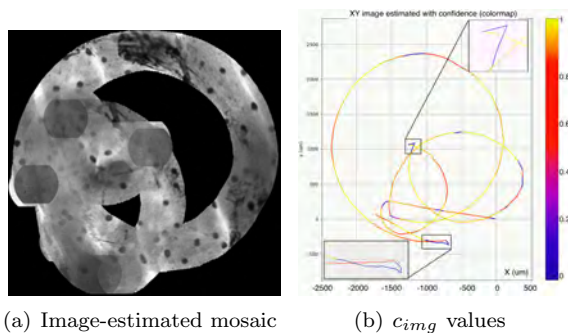 XY image estimated with confidence (colormap)
1
0.8
0.6
0.4
0.2
0
2000
1500
1000
500
0
-500
X (um)
-2500 -2000 -1500 -1000 -500 0 500
(a) Image-estimated mosaic
(b) c_img values